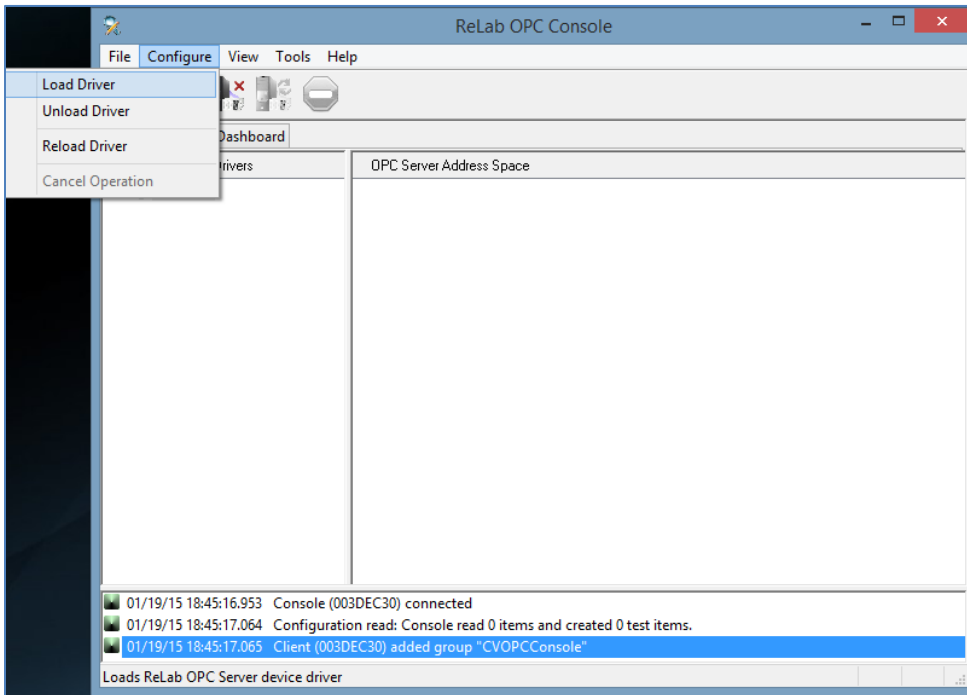 ReLab OPC Console
File Configure View Tools Help
Load Driver
Unload Driver
Reload Driver
Cancel Operation
Dashboard
OPC Server Address Space
01/19/15 18:45:16.953 Console (003DEC30) connected
01/19/15 18:45:17.064 Configuration read: Console read 0 items and created 0 test items.
01/19/15 18:45:17.065 Client (003DEC30) added group "CVOPCConsole"
Loads ReLab OPC Server device driver